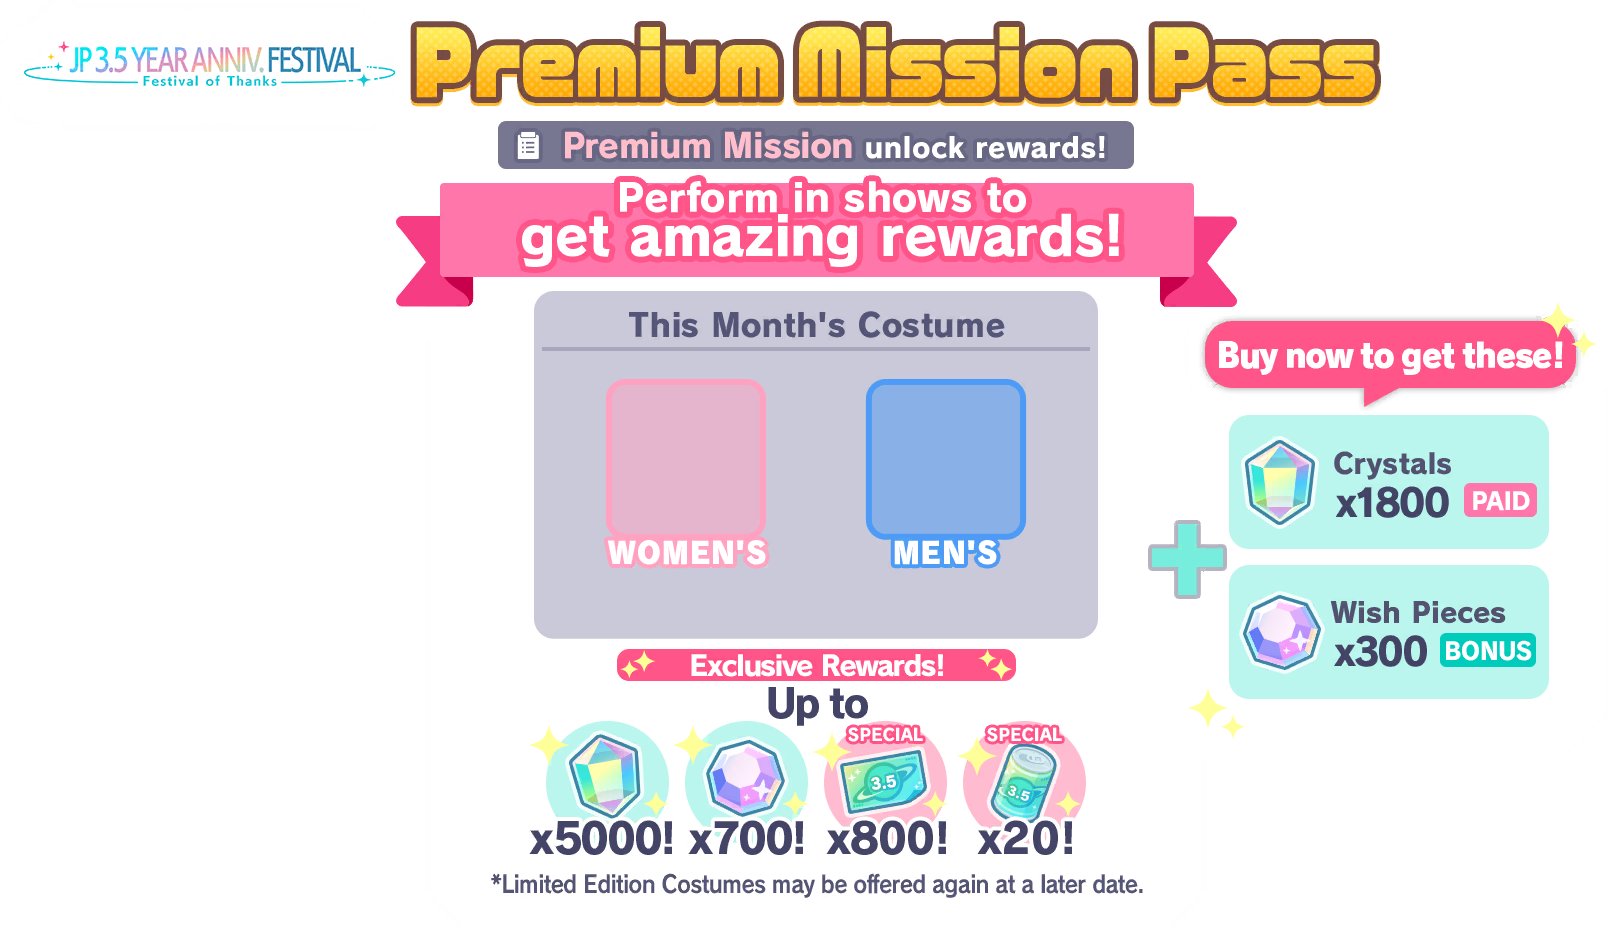 JP 3.5 YEAR ANNIV. FESTIVAL
Festival of Thanks
Premium Mission Pass
Premium Mission unlock rewards!
Perform in shows to
get amazing rewards!
This Month's Costume
WOMEN'S
MEN'S
Buy now to get these!
Crystals
x1800 PAID
Wish Pieces
x300 BONUS
Exclusive Rewards!
Up to
SPECIAL
SPECIAL
3.5
3.5
x5000! x700! x800! x20!
*Limited Edition Costumes may be offered again at a later date.